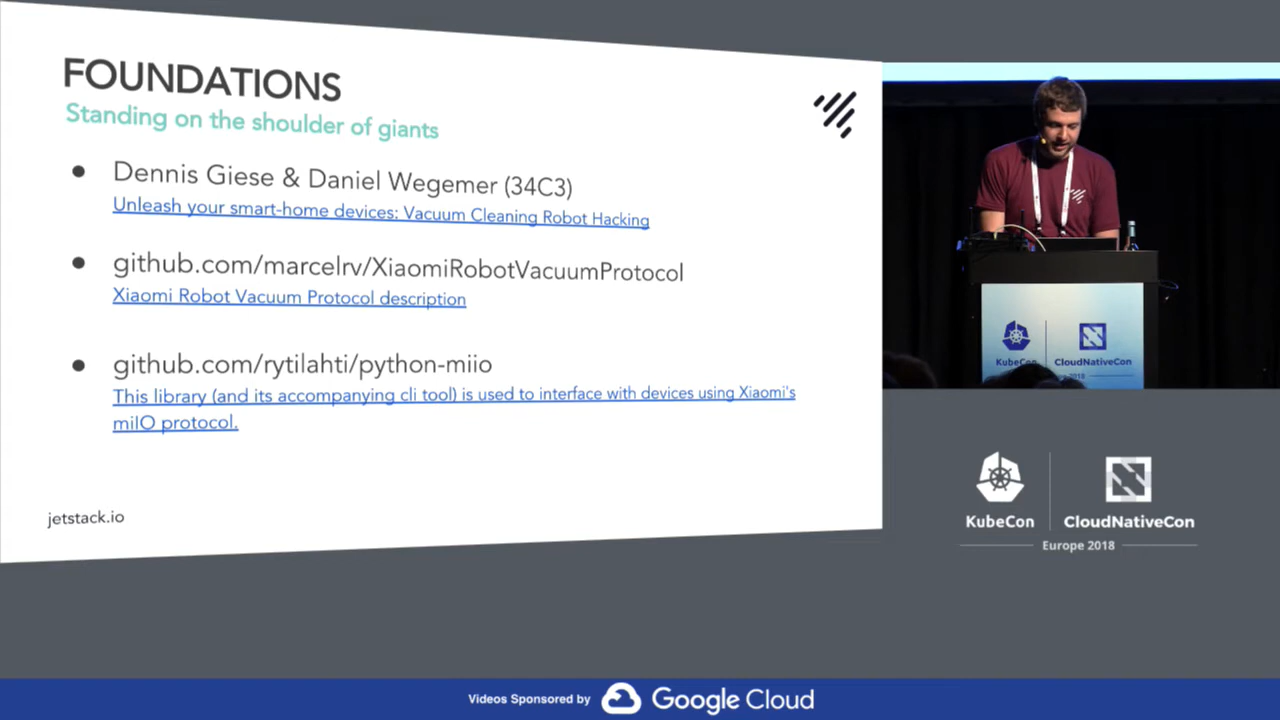 FOUNDATIONS
Standing on the shoulder of giants
● Dennis Giese & Daniel Wegemer (34C3)
Unleash your smart-home devices: Vacuum Cleaning Robot Hacking
● github.com/marcelrv/XiaomiRobotVacuumProtocol
Xiaomi Robot Vacuum Protocol description
● github.com/rytilahti/python-miio
This library (and its accompanying cli tool) is used to interface with devices using Xiaomi's
miIO protocol.
jetstack.io
KubeCon
CloudNativeCon
2018
KubeCon
CloudNativeCon
Europe 2018
Videos Sponsored by Google Cloud